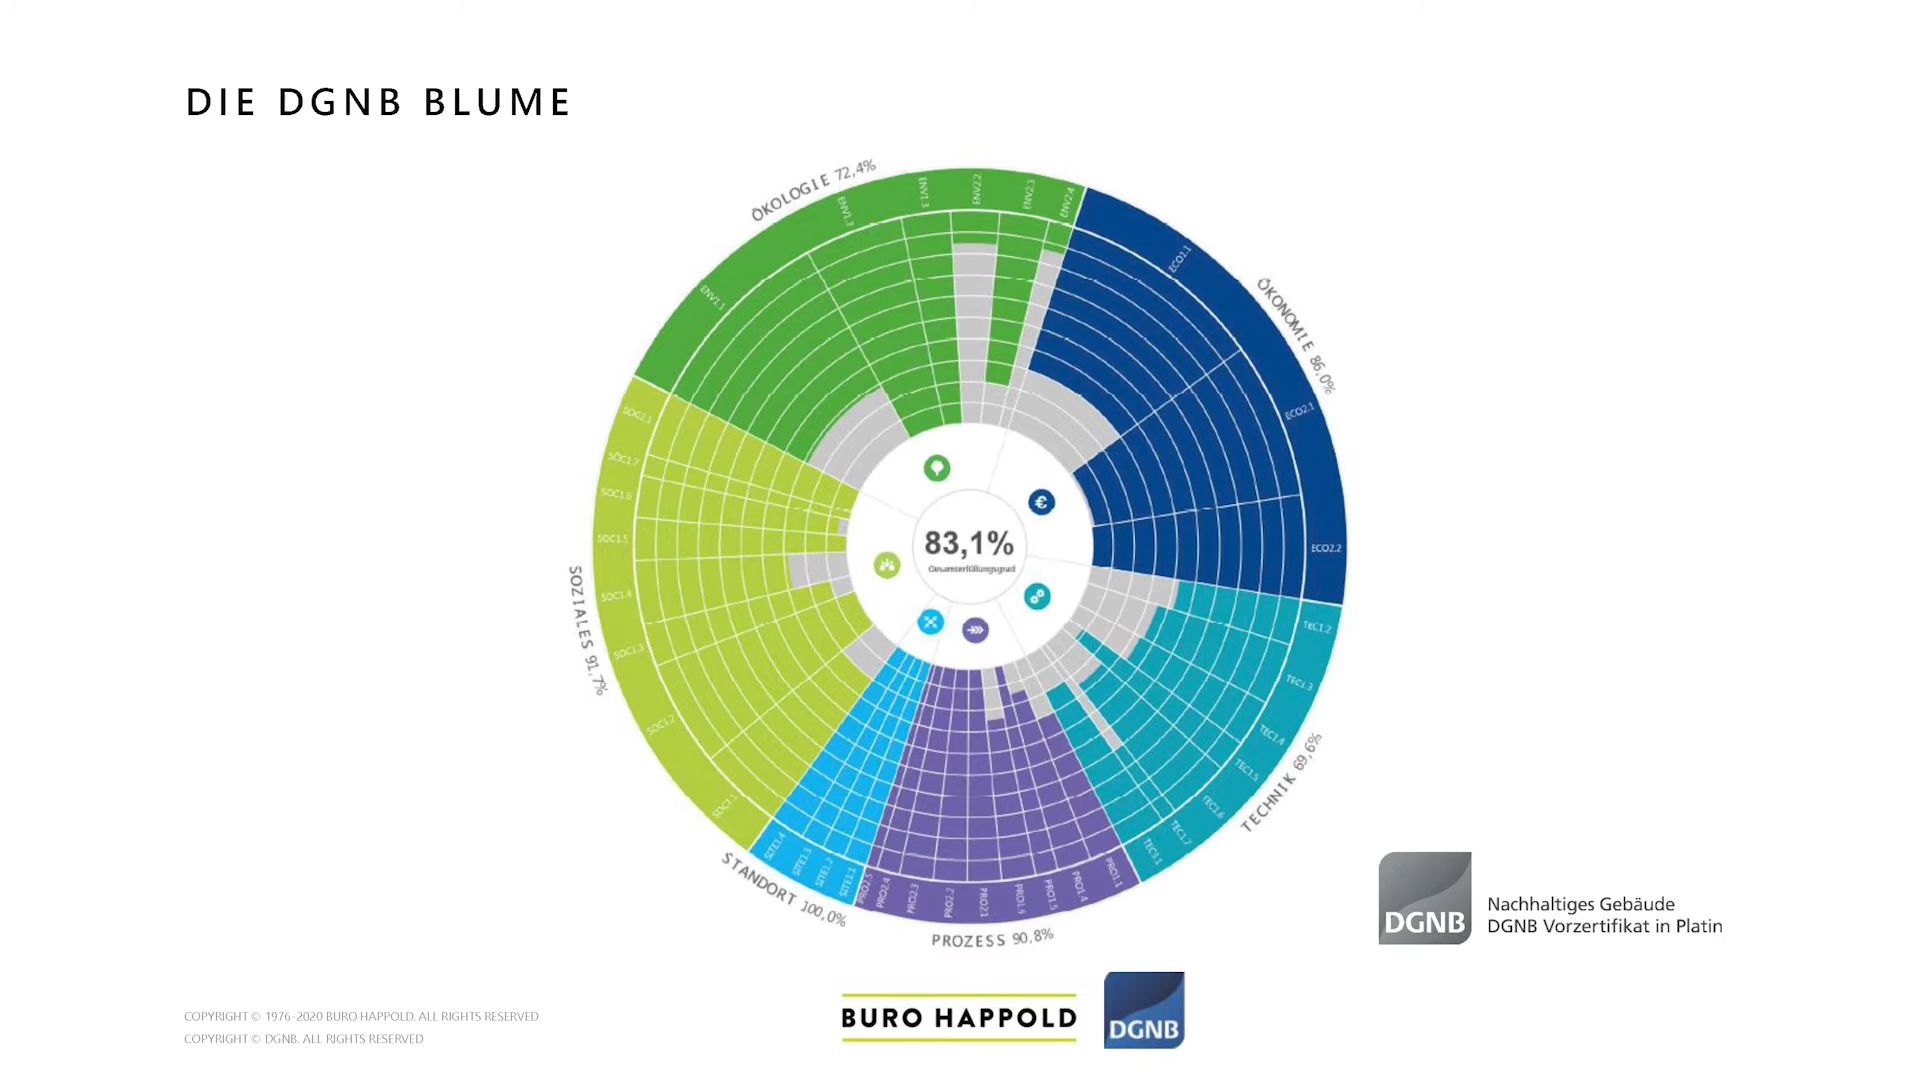 DIE DGNB BLUME
ÖKOLOGIE 72,4%
ENV1.1
ENV1.2
ENV1.3
ENV2.2
ENV2.3
ENV2.4
ÖKONOMIE 86,0%
ECO1.1
ECO2.1
ECO2.2
TECHNIK 69,6%
TEC1.2
TEC1.3
TEC1.4
TEC1.5
TEC1.6
TEC1.7
TEC3.1
PROZESS 90,8%
PRO1.1
PRO1.4
PRO1.5
PRO1.6
PRO2.1
PRO2.2
PRO2.3
PRO2.4
PRO2.5
STANDORT 100,0%
SITE1.1
SITE1.2
SITE1.3
SITE1.4
SOZIALES 91,7%
SOC1.1
SOC1.2
SOC1.3
SOC1.4
SOC1.5
SOC1.6
SOC1.7
SOC2.1
83,1%
Gesamterfüllungsgrad
DGNB
Nachhaltiges Gebäude
DGNB Vorzertifikat in Platin
BURO HAPPOLD
DGNB
COPYRIGHT © 1976-2020 BURO HAPPOLD. ALL RIGHTS RESERVED
COPYRIGHT © DGNB. ALL RIGHTS RESERVED